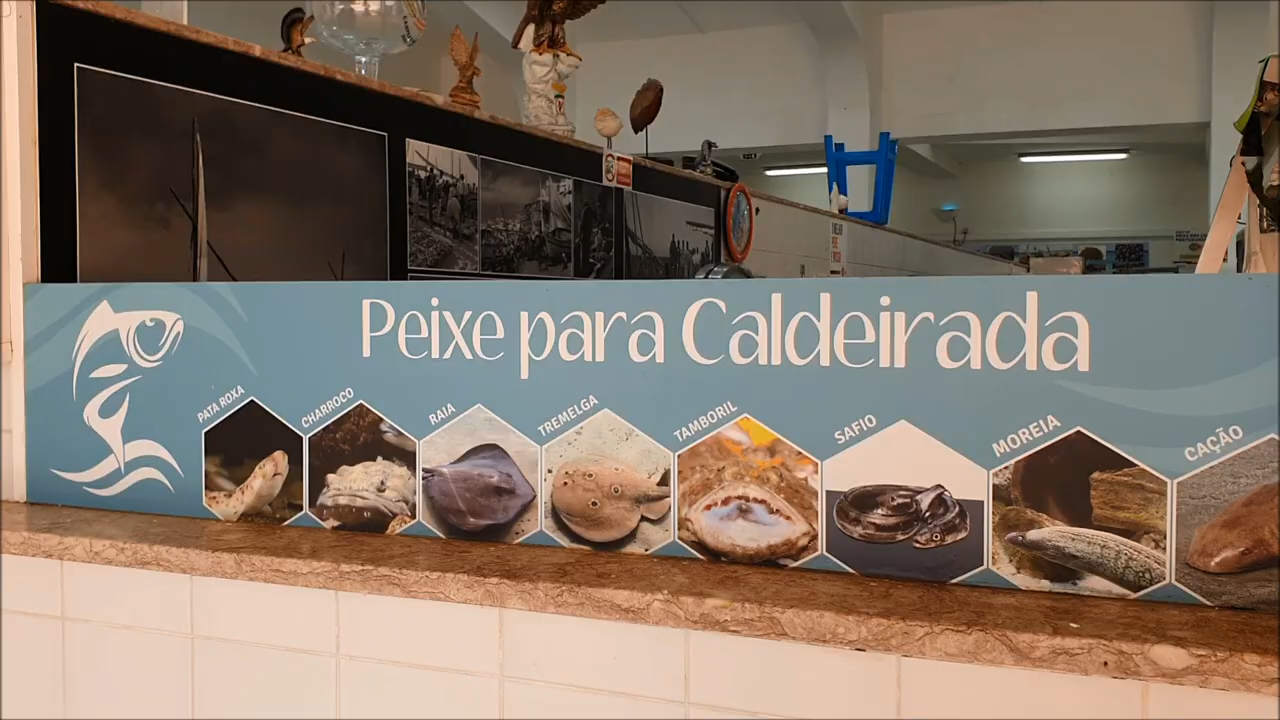 Peixe para Caldeirada
PATA ROXA
CHARROCO
RAIA
TREMELGA
TAMBORIL
SAFIO
MOREIA
CAÇÃO